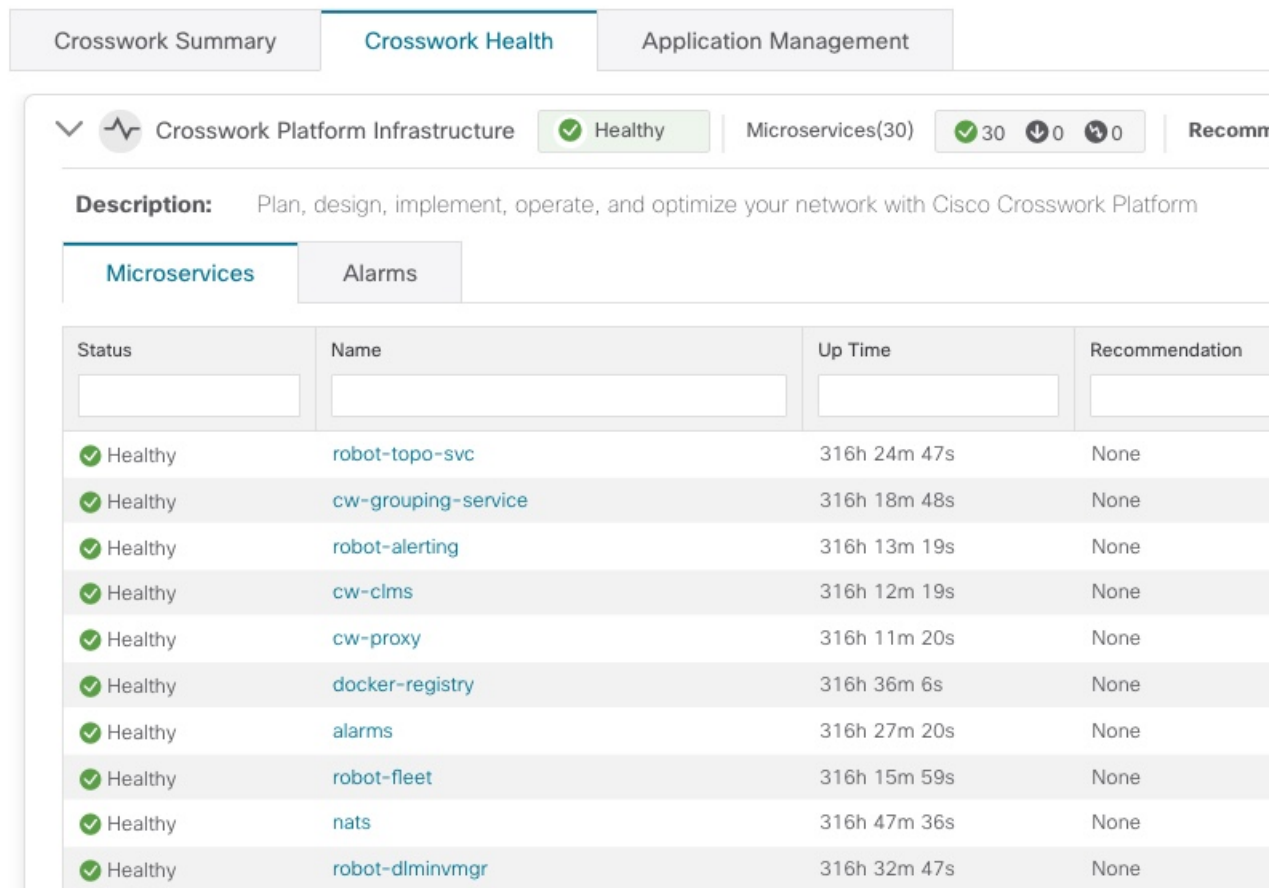 Crosswork Summary Crosswork Health Application Management
Crosswork Platform Infrastructure Healthy Microservices(30) 30 0 0 Recomm
Description: Plan, design, implement, operate, and optimize your network with Cisco Crosswork Platform
Microservices Alarms
Status Name Up Time Recommendation
Healthy robot-topo-svc 316h 24m 47s None
Healthy cw-grouping-service 316h 18m 48s None
Healthy robot-alerting 316h 13m 19s None
Healthy cw-clms 316h 12m 19s None
Healthy cw-proxy 316h 11m 20s None
Healthy docker-registry 316h 36m 6s None
Healthy alarms 316h 27m 20s None
Healthy robot-fleet 316h 15m 59s None
Healthy nats 316h 47m 36s None
Healthy robot-dlminvmgr 316h 32m 47s None